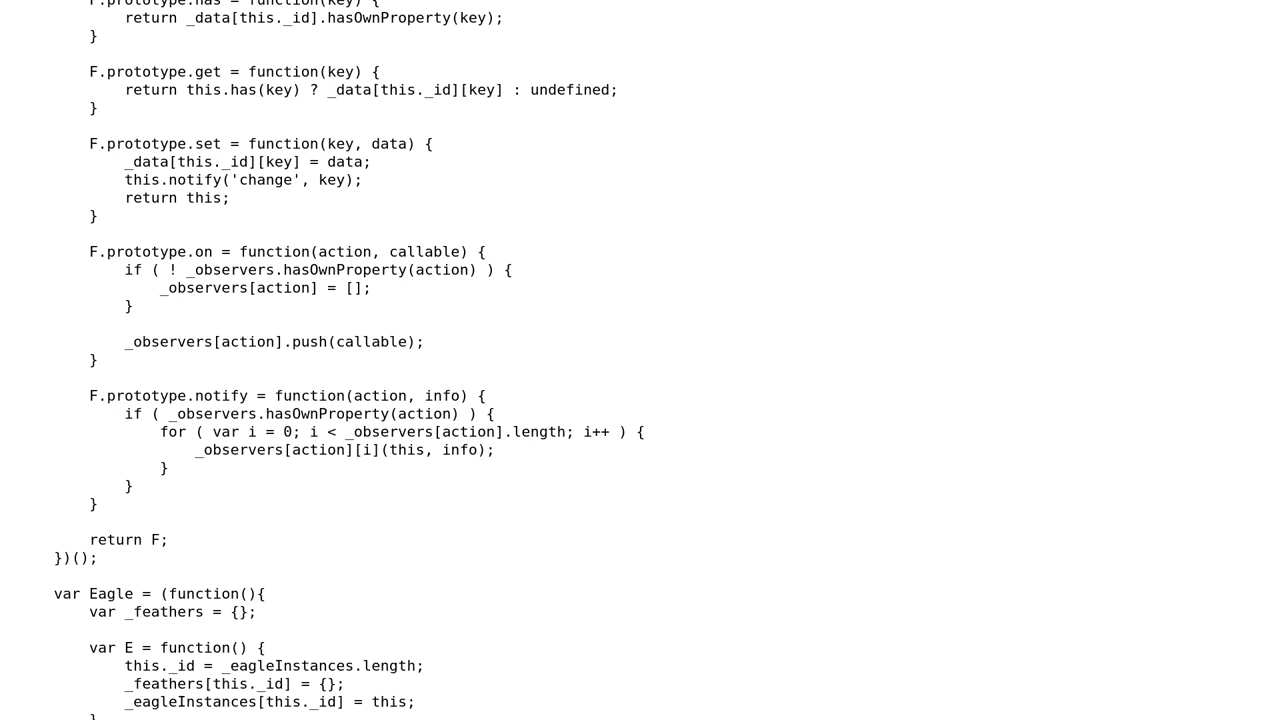 F.prototype.has = function(key) {
return _data[this._id].hasOwnProperty(key);
}
F.prototype.get = function(key) {
return this.has(key) ? _data[this._id][key] : undefined;
}
F.prototype.set = function(key, data) {
_data[this._id][key] = data;
this.notify('change', key);
return this;
}
F.prototype.on = function(action, callable) {
if ( ! _observers.hasOwnProperty(action) ) {
_observers[action] = [];
}
_observers[action].push(callable);
}
F.prototype.notify = function(action, info) {
if ( _observers.hasOwnProperty(action) ) {
for ( var i = 0; i < _observers[action].length; i++ ) {
_observers[action][i](this, info);
}
}
}
return F;
})();
var Eagle = (function(){
var _feathers = {};
var E = function() {
this._id = _eagleInstances.length;
_feathers[this._id] = {};
_eagleInstances[this._id] = this;
}